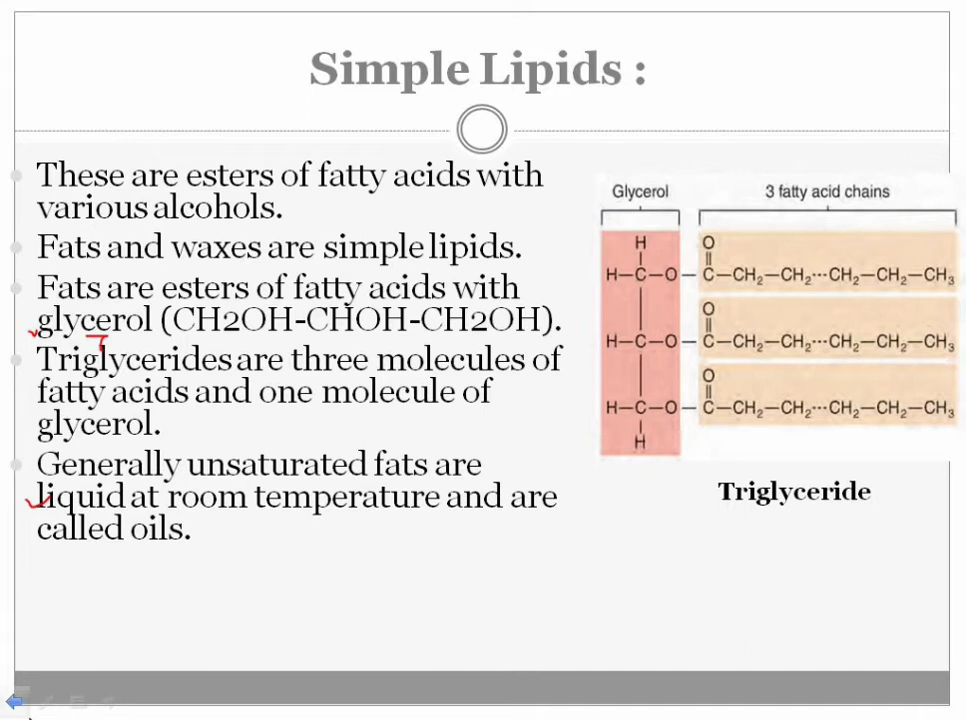 Simple Lipids :
These are esters of fatty acids with
various alcohols.
Fats and waxes are simple lipids.
Fats are esters of fatty acids with
glycerol (CH2OH-CHOH-CH2OH).
Triglycerides are three molecules of
fatty acids and one molecule of
glycerol.
Generally unsaturated fats are
liquid at room temperature and are
called oils.
Glycerol 3 fatty acid chains
H O
H—C—O—C—CH₂—CH₂···CH₂—CH₂—CH₃
O
H—C—O—C—CH₂—CH₂···CH₂—CH₂—CH₃
O
H—C—O—C—CH₂—CH₂···CH₂—CH₂—CH₃
H
Triglyceride